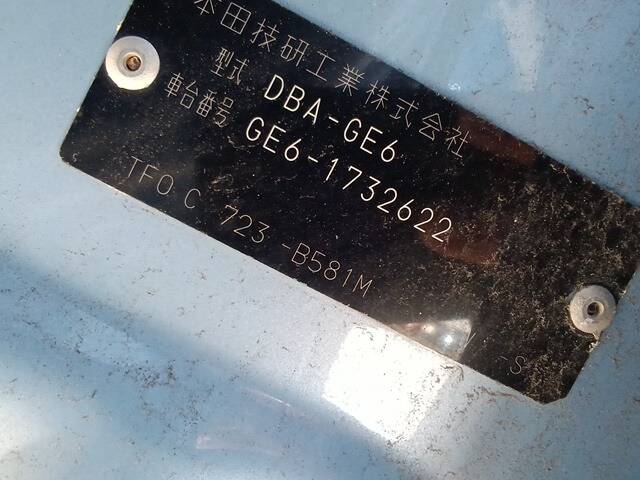 本田技研工業株式会社
型式 DBA-GE6
車台番号 GE6-1732622
TF0 C 723 -B581M
-S